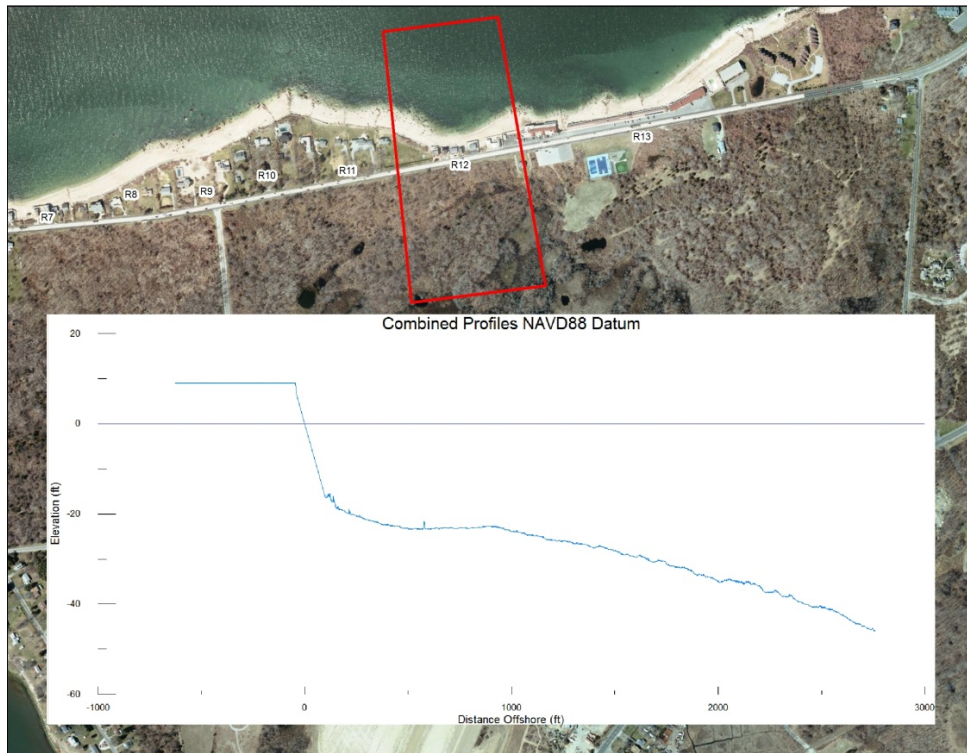 R13
R12
R11
R10
R9
R8
R7
Combined Profiles NAVD88 Datum
20
0
-20
-40
-60
Elevation (ft)
-1000
0
1000
2000
3000
Distance Offshore (ft)